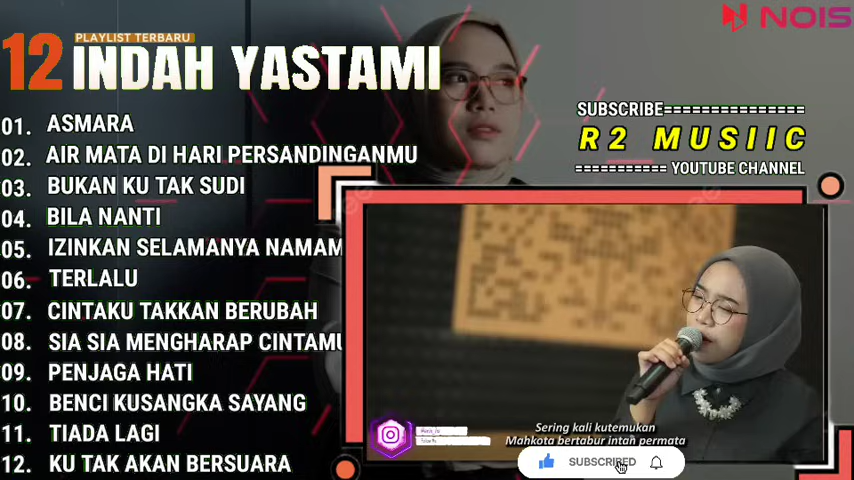 PLAYLIST TERBARU
12 INDAH YASTAMI
NOIS
SUBSCRIBE===============
R2 MUSIIC
=========== YOUTUBE CHANNEL
01. ASMARA
02. AIR MATA DI HARI PERSANDINGANMU
03. BUKAN KU TAK SUDI
04. BILA NANTI
05. IZINKAN SELAMANYA NAMAM
06. TERLALU
07. CINTAKU TAKKAN BERUBAH
08. SIA SIA MENGHARAP CINTAMU
09. PENJAGA HATI
10. BENCI KUSANGKA SAYANG
11. TIADA LAGI
12. KU TAK AKAN BERSUARA
Sering kali kutemukan
Mahkota bertabur intan permata
SUBSCRIBED